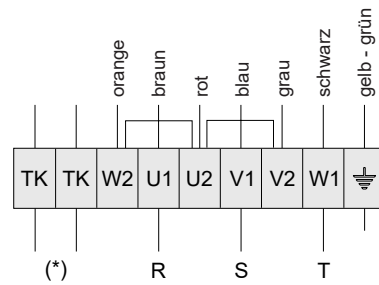 orange braun rot blau grau schwarz gelb - grün
TK TK W2 U1 U2 V1 V2 W1
(*) R S T